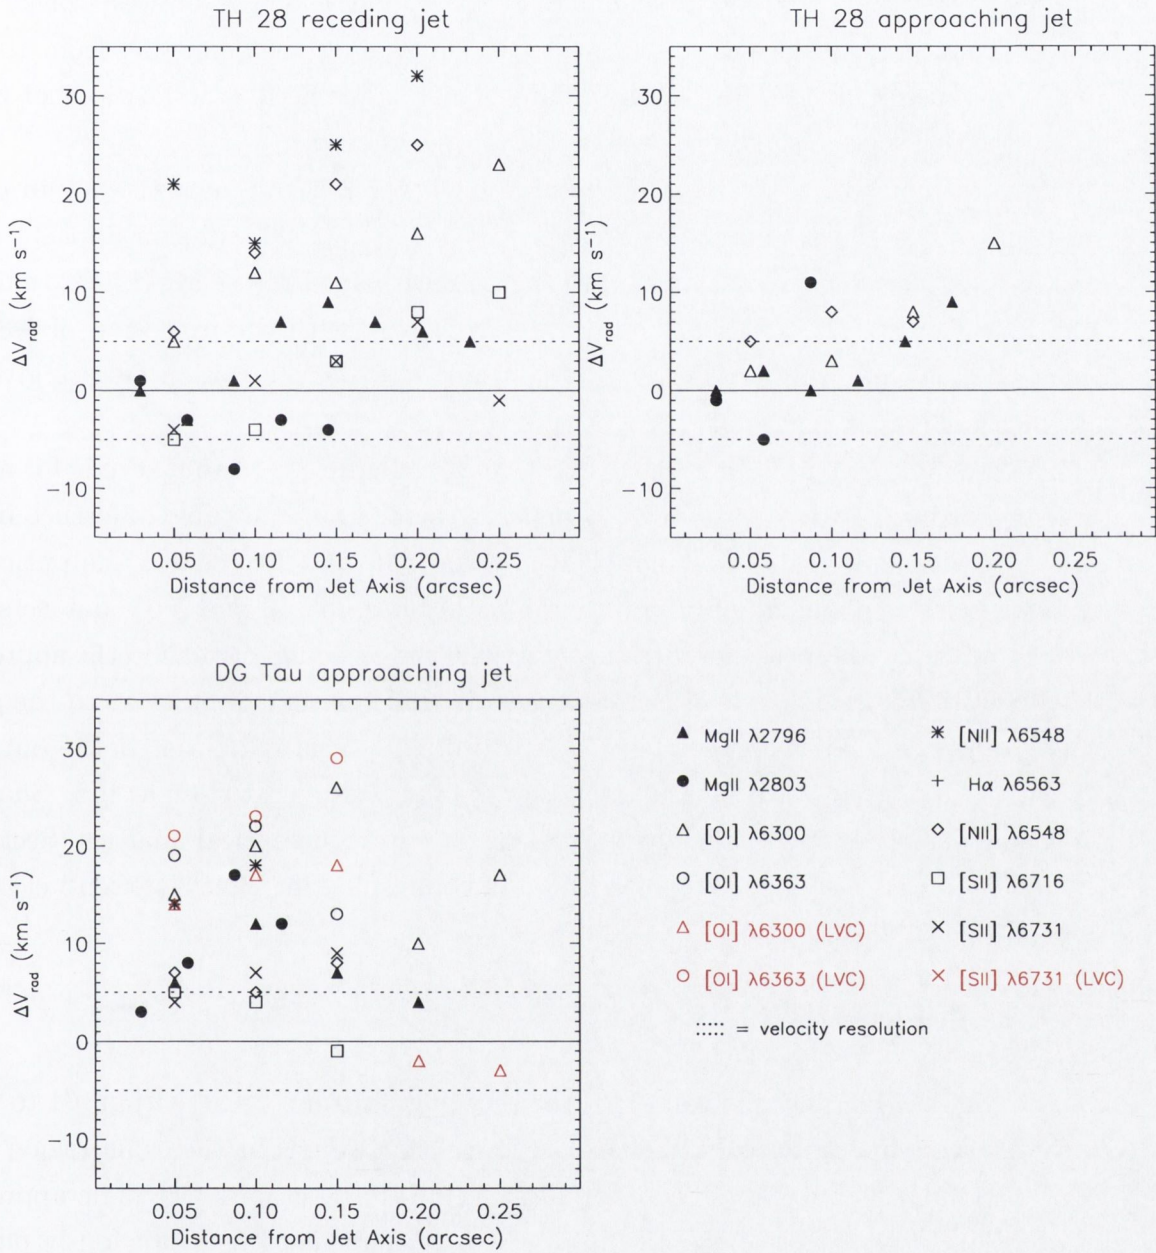 TH 28 receding jet
30
20
10
0
−10
ΔV_rad (km s⁻¹)
0.05 0.10 0.15 0.20 0.25
Distance from Jet Axis (arcsec)
TH 28 approaching jet
30
20
10
0
−10
ΔV_rad (km s⁻¹)
0.05 0.10 0.15 0.20 0.25
Distance from Jet Axis (arcsec)
DG Tau approaching jet
30
20
10
0
−10
ΔV_rad (km s⁻¹)
0.05 0.10 0.15 0.20 0.25
Distance from Jet Axis (arcsec)
MgII λ2796
MgII λ2803
[OI] λ6300
[OI] λ6363
[OI] λ6300 (LVC)
[OI] λ6363 (LVC)
[NII] λ6548
Hα λ6563
[NII] λ6548
[SII] λ6716
[SII] λ6731
[SII] λ6731 (LVC)
= velocity resolution